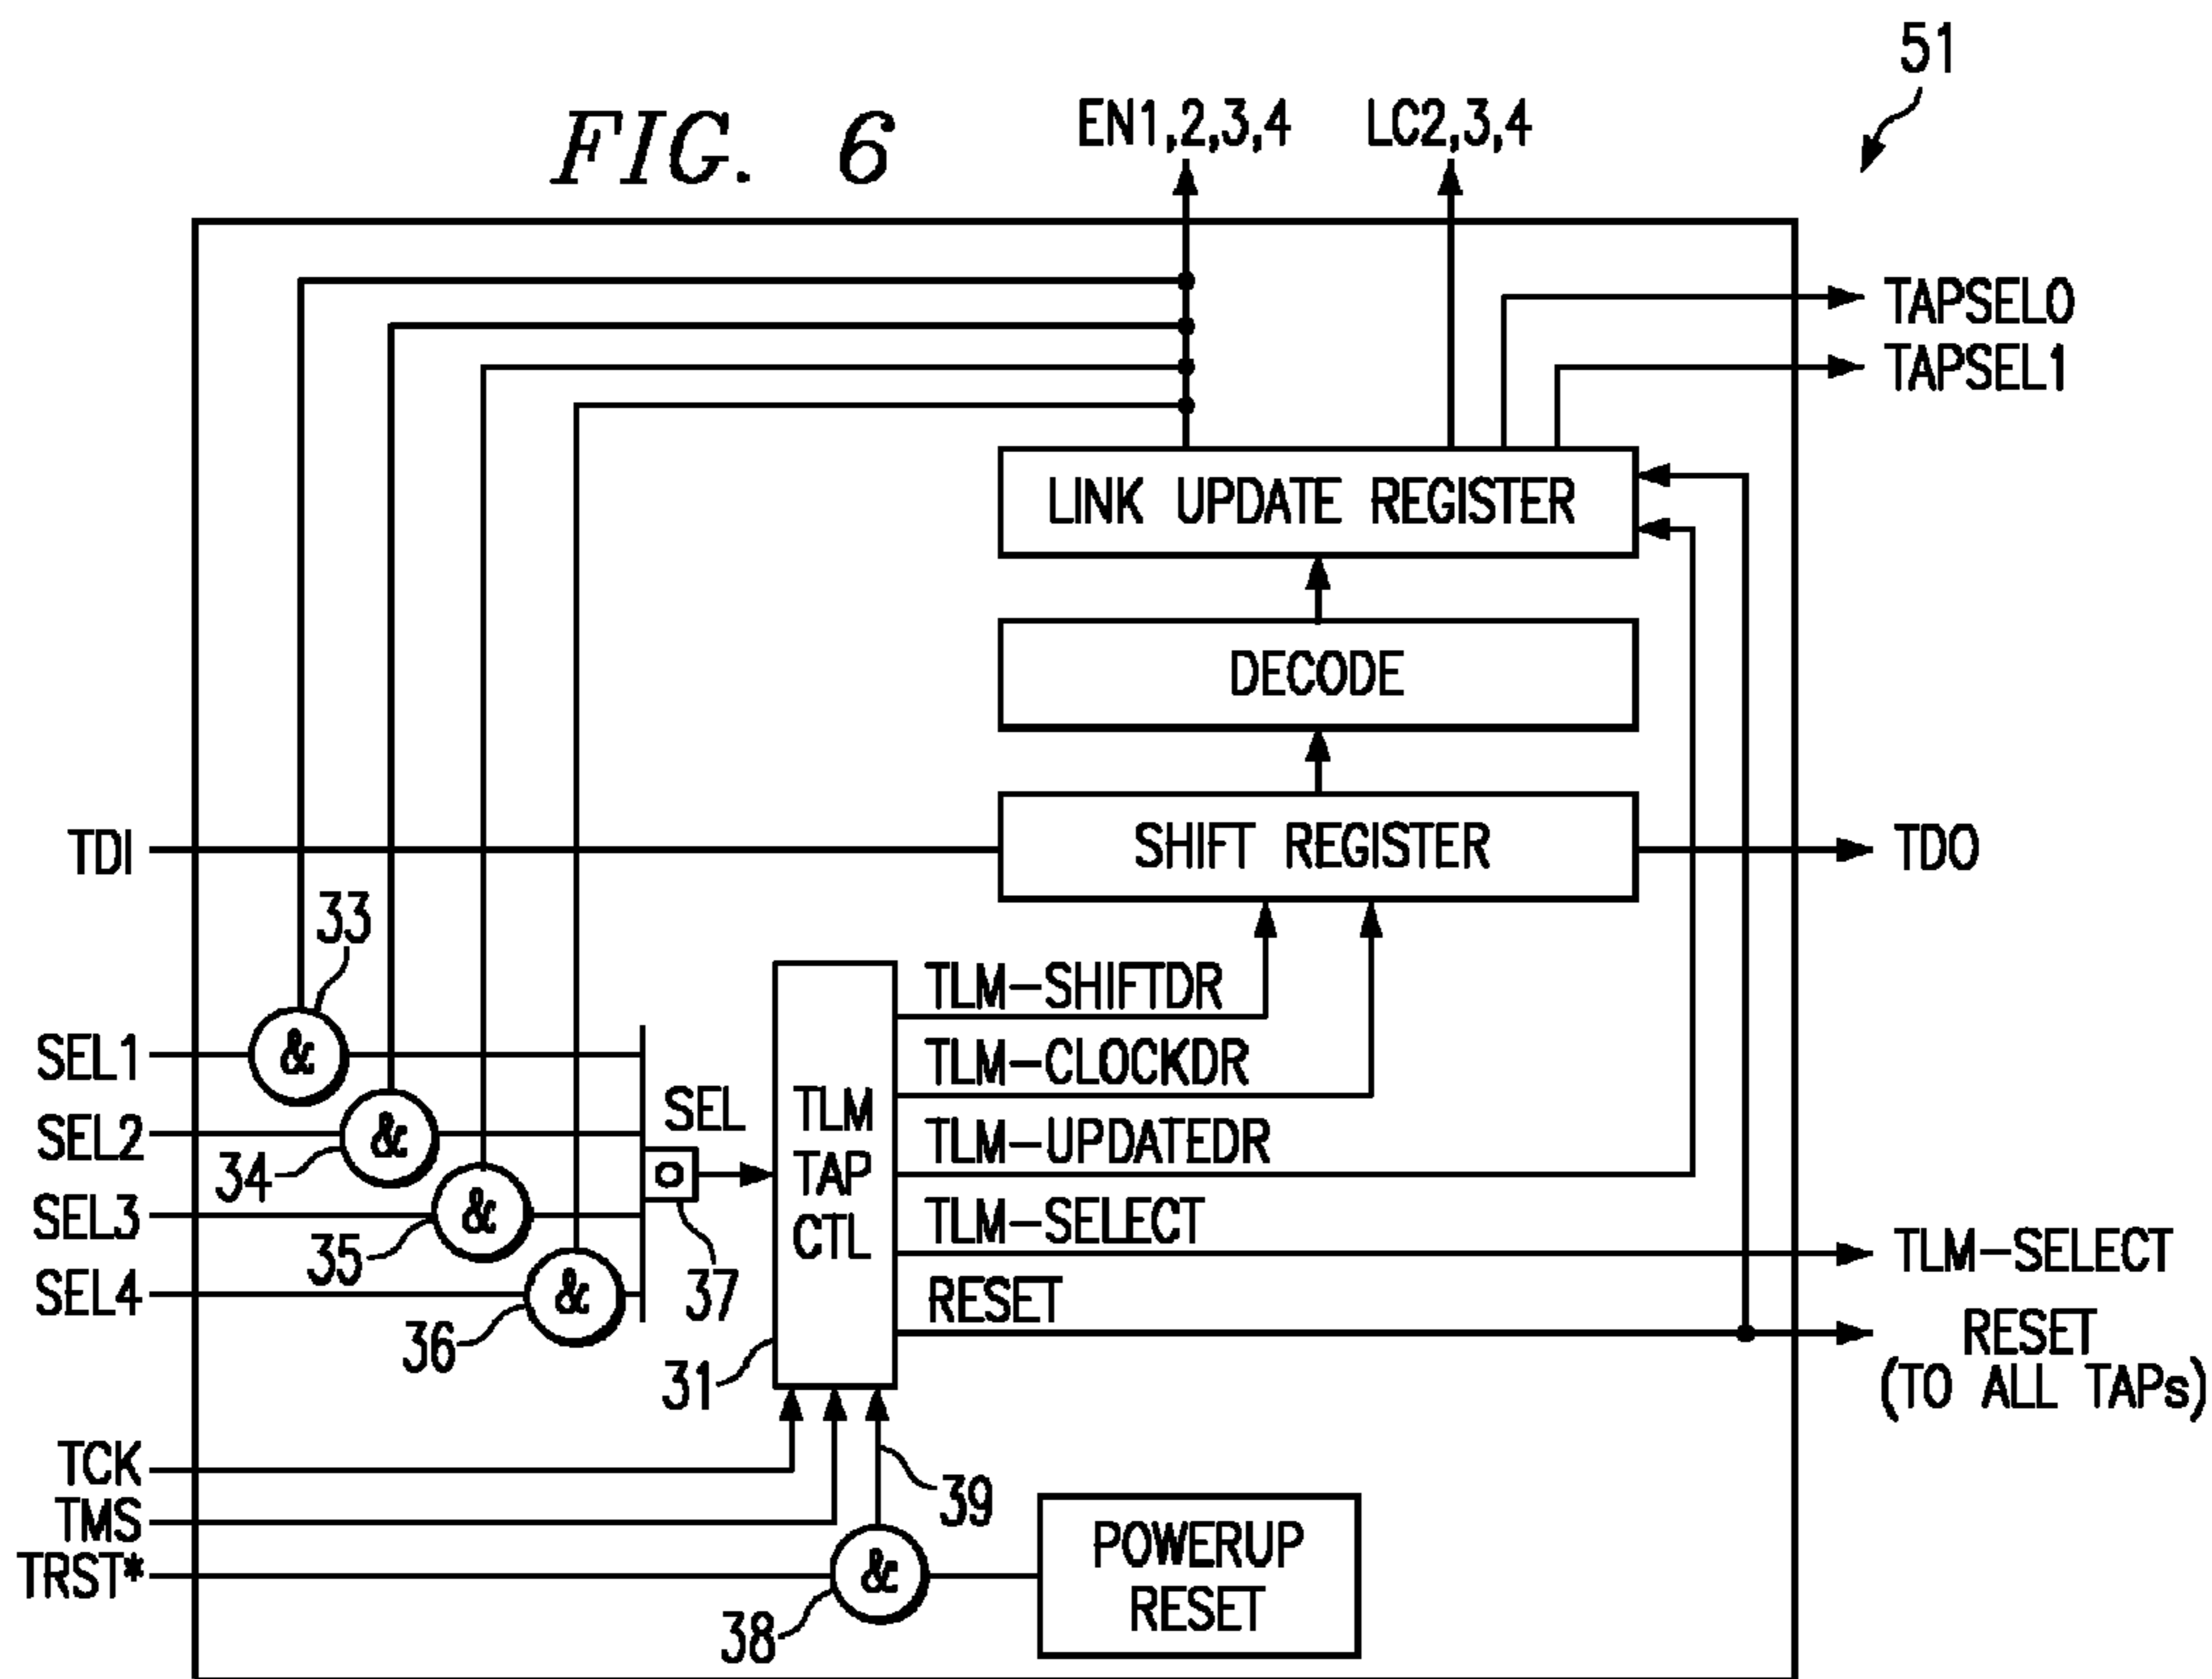 51
FIG. 6
EN1,2,3,4
LC2,3,4
TAPSEL0
TAPSEL1
LINK UPDATE REGISTER
DECODE
TDI
SHIFT REGISTER
TDO
33
&
SEL1
TLM-SHIFTDR
TLM-CLOCKDR
SEL2
&
34
SEL
TLM
TAP
CTL
TLM-UPDATEDR
SEL3
&
35
O
37
TLM-SELECT
TLM-SELECT
SEL4
&
36
31
RESET
RESET
(TO ALL TAPs)
TCK
TMS
39
TRST*
&
38
POWERUP
RESET